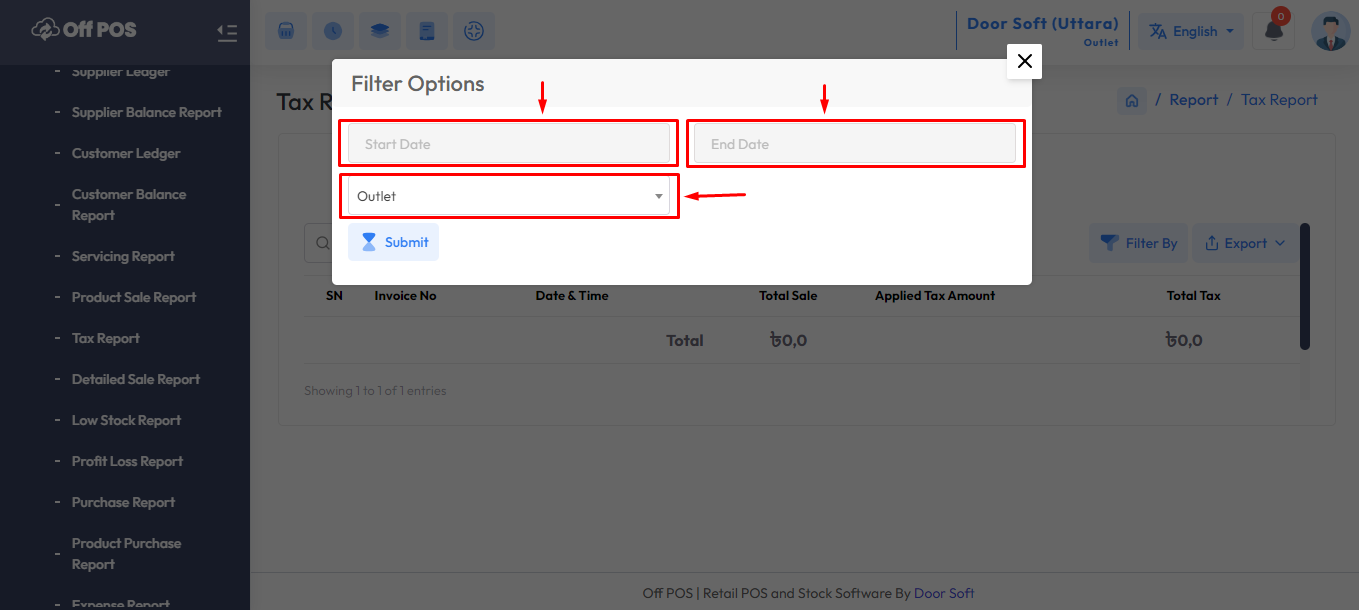 Off POS
Supplier Ledger
- Supplier Balance Report
- Customer Ledger
- Customer Balance
Report
- Servicing Report
- Product Sale Report
- Tax Report
- Detailed Sale Report
- Low Stock Report
- Profit Loss Report
- Purchase Report
- Product Purchase
Report
- Expense Report
Door Soft (Uttara)
Outlet
English
0
Tax R
/ Report / Tax Report
Filter Options
Start Date
End Date
Outlet
Submit
Filter By
Export
SN Invoice No Date & Time Total Sale Applied Tax Amount Total Tax
Total ৳0,0 ৳0,0
Showing 1 to 1 of 1 entries
Off POS | Retail POS and Stock Software By Door Soft